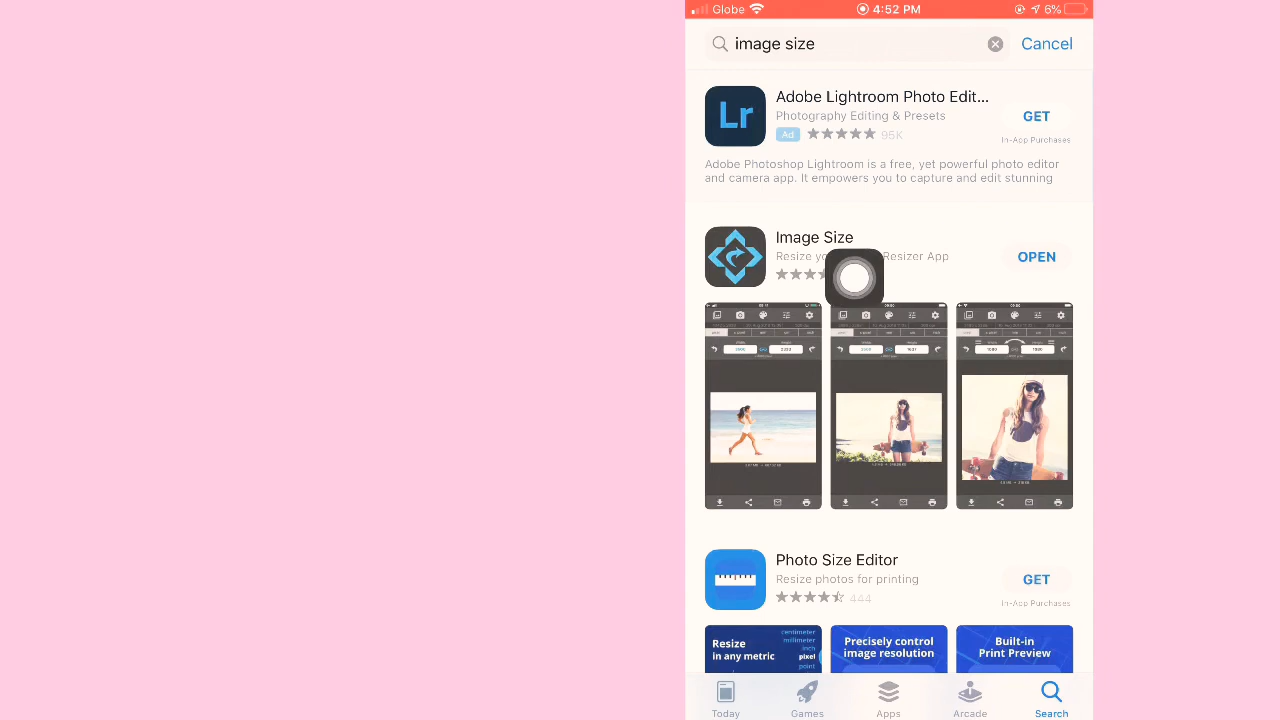 Globe 4:52 PM 6%
image size Cancel
Lr
Adobe Lightroom Photo Edit...
Photography Editing & Presets
GET
Ad 95K
In-App Purchases
Adobe Photoshop Lightroom is a free, yet powerful photo editor
and camera app. It empowers you to capture and edit stunning
Image Size
Resize Resizer App
OPEN
Photo Size Editor
Resize photos for printing
GET
444
In-App Purchases
Resize
in any metric
centimeter
millimeter
inch
pixel
point
Precisely control
image resolution
Built-in
Print Preview
Today Games Apps Arcade Search